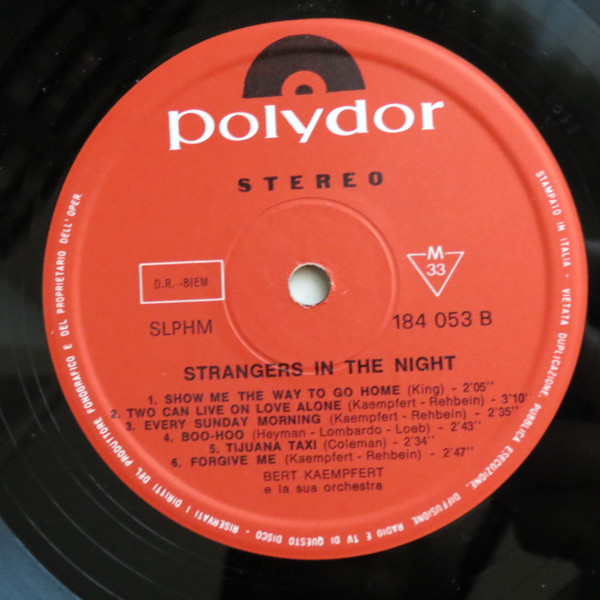 polydor
STEREO
D.R. -BIEM
M
33
SLPHM
184 053 B
STRANGERS IN THE NIGHT
1. SHOW ME THE WAY TO GO HOME (King) - 2'05"
2. TWO CAN LIVE ON LOVE ALONE (Kaempfert - Rehbein) - 3'10"
3. EVERY SUNDAY MORNING (Kaempfert - Rehbein) - 2'35"
4. BOO-HOO (Heyman - Lombardo - Loeb) - 2'43"
5. TIJUANA TAXI (Coleman) - 2'34"
6. FORGIVE ME (Kaempfert - Rehbein) - 2'47"
BERT KAEMPFERT
e la sua orchestra
STAMPATO IN ITALIA - VIETATA DUPLICAZIONE, PUBBLICA ESECUZIONE, DIFFUSIONE RADIO E TV DI QUESTO DISCO - RISERVATI I DIRITTI DEL PRODUTTORE FONOGRAFICO E DEL PROPRIETARIO DELL'OPER